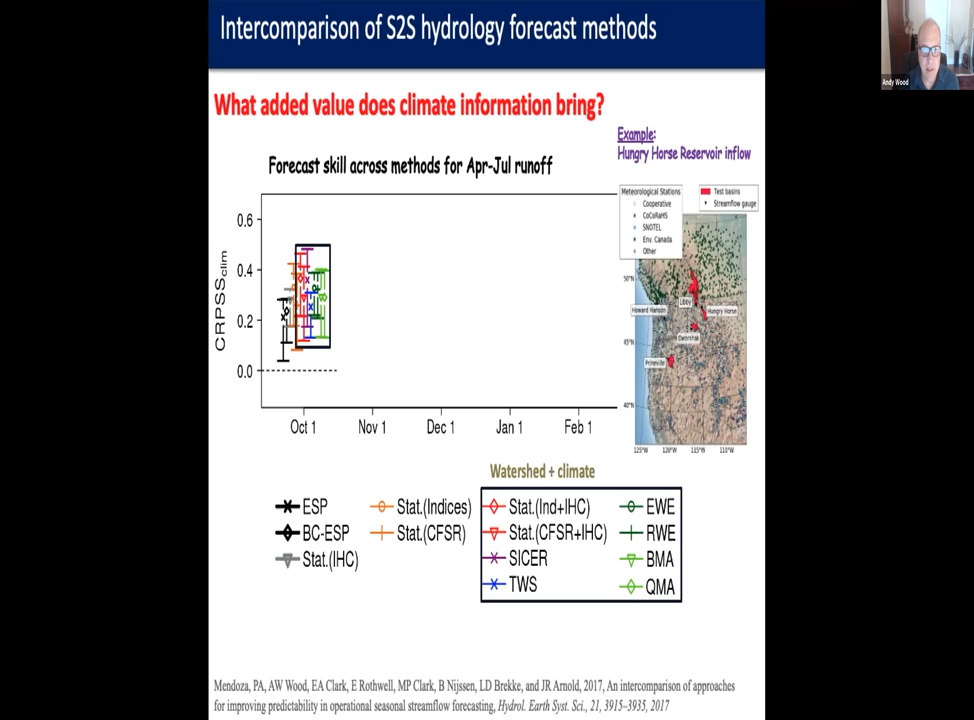 Intercomparison of S2S hydrology forecast methods
Andy Wood
What added value does climate information bring?
Example:
Hungry Horse Reservoir inflow
Forecast skill across methods for Apr-Jul runoff
Meteorological Stations
Cooperative
CoCoRaHS
SNOTEL
Env. Canada
Other
Test basins
Streamflow gauge
CRPSSclim
0.6
0.4
0.2
0.0
Oct 1 Nov 1 Dec 1 Jan 1 Feb 1
50°N
45°N
40°N
Libby
Howard Hanson
Hungry Horse
Dworshak
Prineville
125°W 120°W 115°W 110°W
Watershed + climate
ESP Stat.(Indices) Stat.(Ind+IHC) EWE
BC-ESP Stat.(CFSR) Stat.(CFSR+IHC) RWE
Stat.(IHC) SICER BMA
TWS QMA
Mendoza, PA, AW Wood, EA Clark, E Rothwell, MP Clark, B Nijssen, LD Brekke, and JR Arnold, 2017, An intercomparison of approaches
for improving predictability in operational seasonal streamflow forecasting, Hydrol. Earth Syst. Sci., 21, 3915–3935, 2017